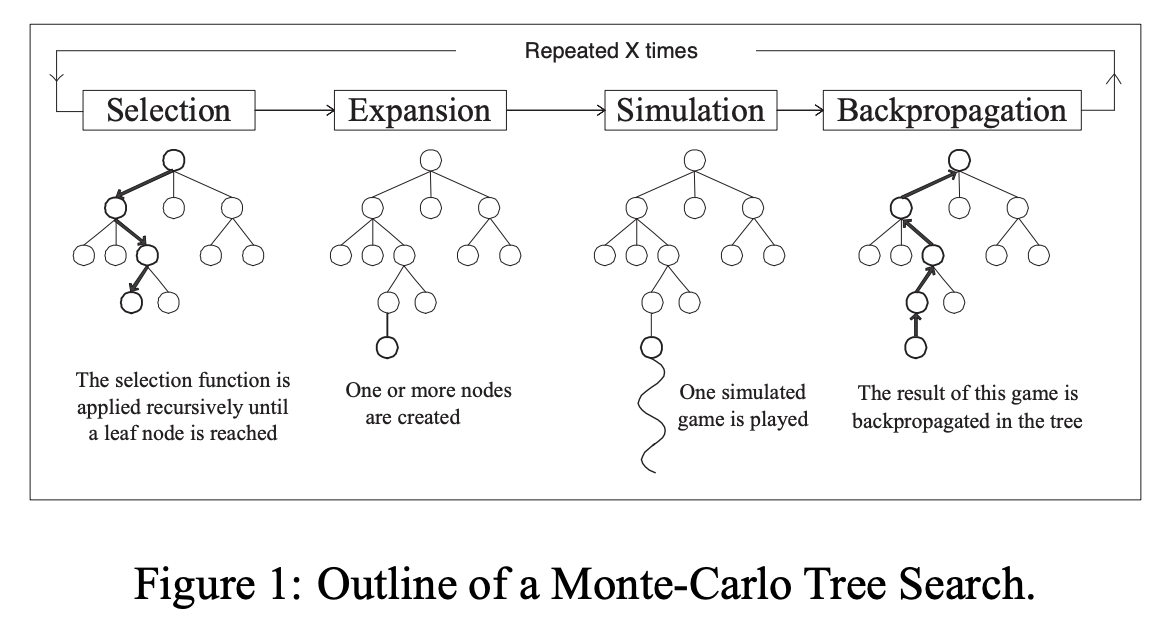 Repeated X times
Selection
Expansion
Simulation
Backpropagation
The selection function is
applied recursively until
a leaf node is reached
One or more nodes
are created
One simulated
game is played
The result of this game is
backpropagated in the tree
Figure 1: Outline of a Monte-Carlo Tree Search.